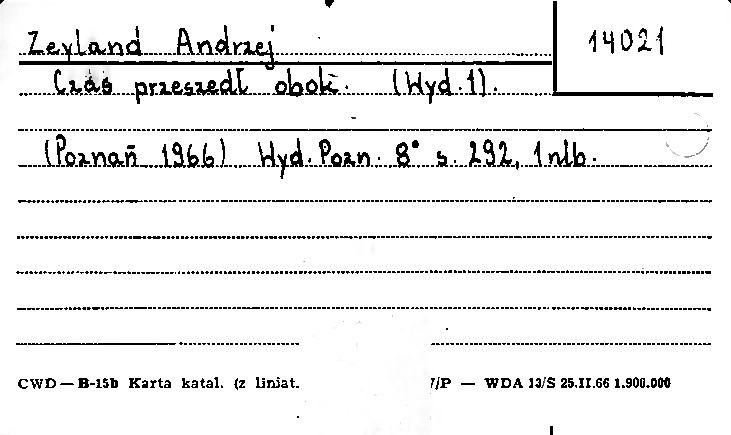 Zeyland Andrzej
14021
Czas przeszedł obok. (Wyd. 1).
(Poznań 1966) Wyd. Pozn. 8° s. 292, 1 nlb.
CWD — B-15b Karta katal. (z liniat. 7/P — WDA 13/S 25.II.66 1.900.000